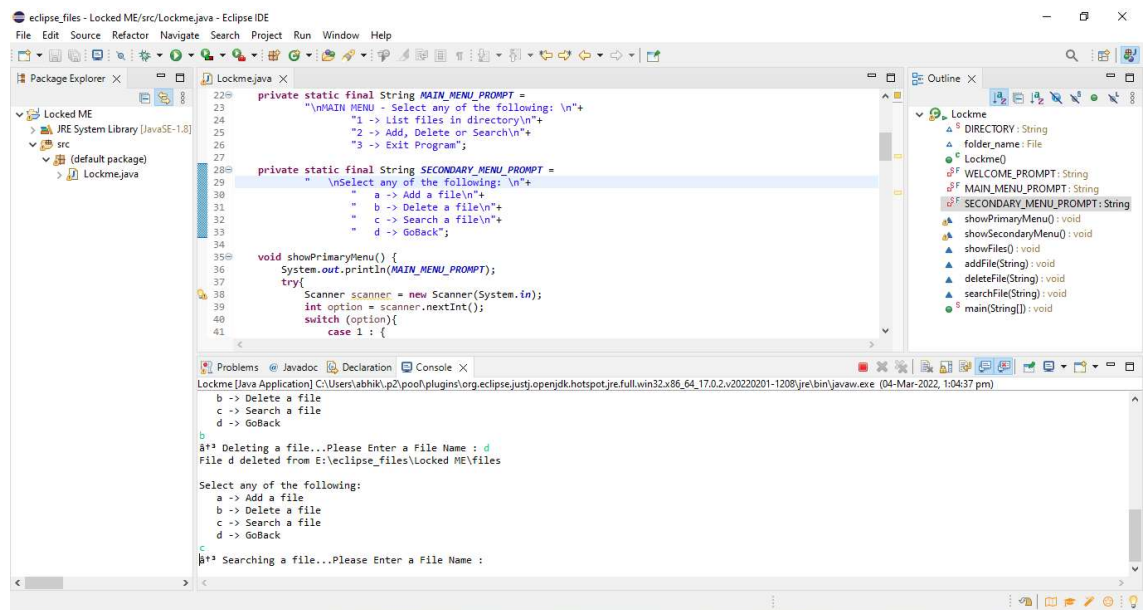 eclipse_files - Locked ME/src/Lockme.java - Eclipse IDE
File Edit Source Refactor Navigate Search Project Run Window Help
Package Explorer
Locked ME
JRE System Library [JavaSE-1.8]
src
(default package)
Lockme.java
Lockme.java
22 private static final String MAIN_MENU_PROMPT =
23 "\nMAIN MENU - Select any of the following: \n"+
24 "1 -> List files in directory\n"+
25 "2 -> Add, Delete or Search\n"+
26 "3 -> Exit Program";
27
28 private static final String SECONDARY_MENU_PROMPT =
29 " \nSelect any of the following: \n"+
30 " a -> Add a file\n"+
31 " b -> Delete a file\n"+
32 " c -> Search a file\n"+
33 " d -> GoBack";
34
35 void showPrimaryMenu() {
36 System.out.println(MAIN_MENU_PROMPT);
37 try{
38 Scanner scanner = new Scanner(System.in);
39 int option = scanner.nextInt();
40 switch (option){
41 case 1 : {
Outline
Lockme
DIRECTORY : String
folder_name : File
Lockme()
WELCOME_PROMPT : String
MAIN_MENU_PROMPT : String
SECONDARY_MENU_PROMPT : String
showPrimaryMenu() : void
showSecondaryMenu() : void
showFiles() : void
addFile(String) : void
deleteFile(String) : void
searchFile(String) : void
main(String[]) : void
Problems @ Javadoc Declaration Console
Lockme [Java Application] C:\Users\abhik\.p2\pool\plugins\org.eclipse.justj.openjdk.hotspot.jre.full.win32.x86_64_17.0.2.v20220201-1208\jre\bin\javaw.exe (04-Mar-2022, 1:04:37 pm)
b -> Delete a file
c -> Search a file
d -> GoBack
b
â†³ Deleting a file...Please Enter a File Name : d
File d deleted from E:\eclipse_files\Locked ME\files
Select any of the following:
a -> Add a file
b -> Delete a file
c -> Search a file
d -> GoBack
c
â†³ Searching a file...Please Enter a File Name :